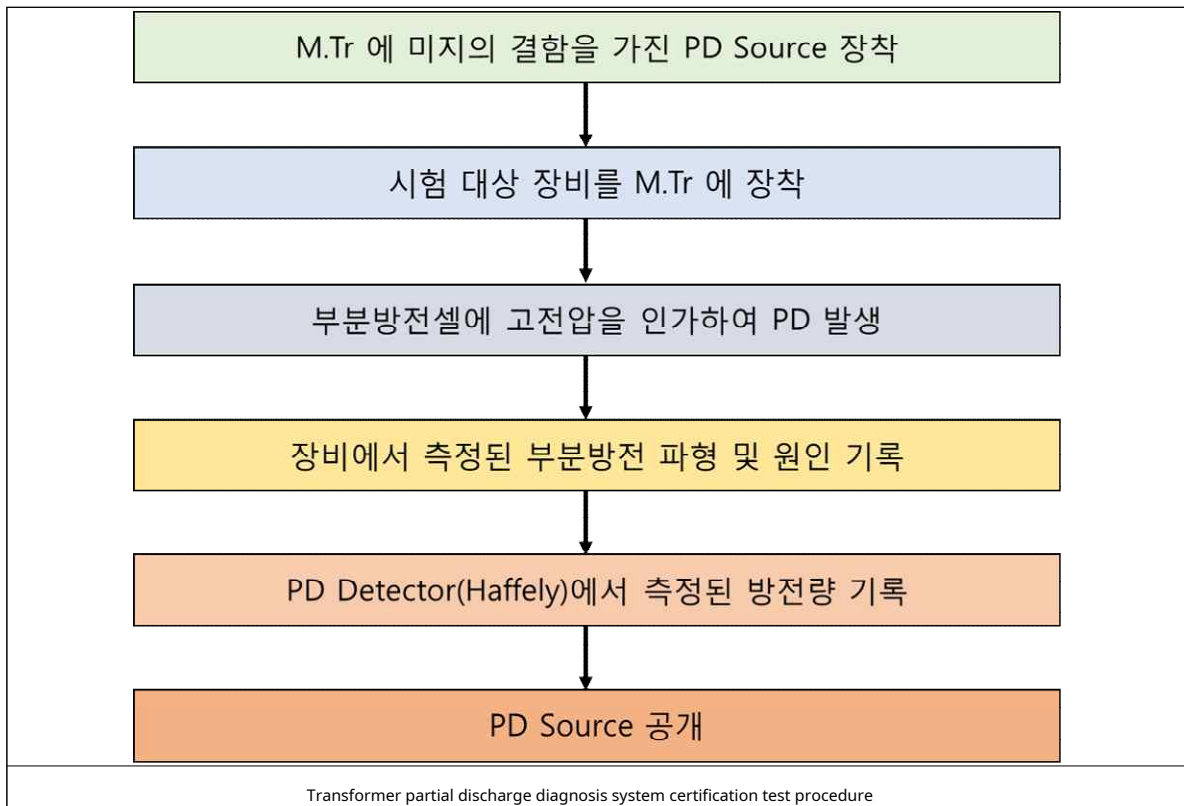 M.Tr 에 미지의 결함을 가진 PD Source 장착
시험 대상 장비를 M.Tr 에 장착
부분방전셀에 고전압을 인가하여 PD 발생
장비에서 측정된 부분방전 파형 및 원인 기록
PD Detector(Haffely)에서 측정된 방전량 기록
PD Source 공개
Transformer partial discharge diagnosis system certification test procedure